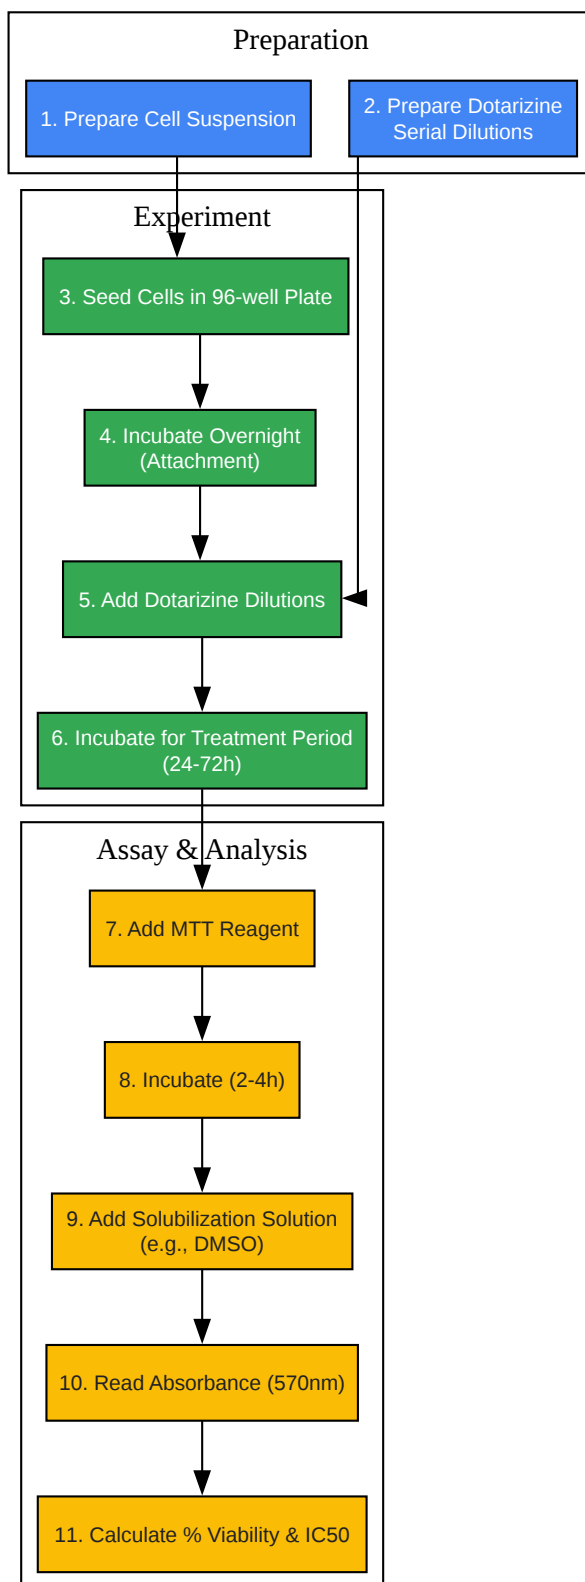 Preparation
1. Prepare Cell Suspension
2. Prepare Dotarizine
Serial Dilutions
Experiment
3. Seed Cells in 96-well Plate
4. Incubate Overnight
(Attachment)
5. Add Dotarizine Dilutions
6. Incubate for Treatment Period
(24-72h)
Assay & Analysis
7. Add MTT Reagent
8. Incubate (2-4h)
9. Add Solubilization Solution
(e.g., DMSO)
10. Read Absorbance (570nm)
11. Calculate % Viability & IC50